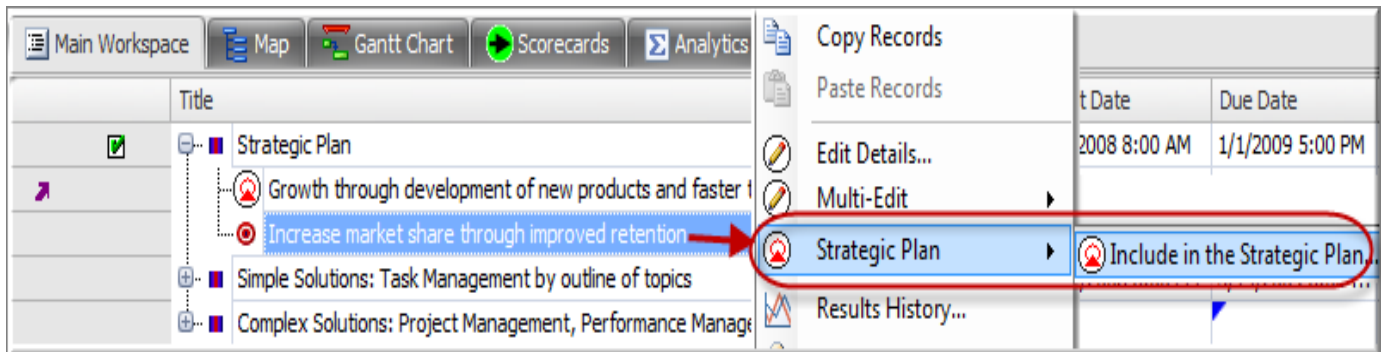 Main Workspace Map Gantt Chart Scorecards Analytics
Copy Records
Paste Records
Title t Date Due Date
Strategic Plan 2008 8:00 AM 1/1/2009 5:00 PM
Edit Details...
Growth through development of new products and faster t
Multi-Edit
Increase market share through improved retention
Strategic Plan Include in the Strategic Plan...
Simple Solutions: Task Management by outline of topics
Results History...
Complex Solutions: Project Management, Performance Manage